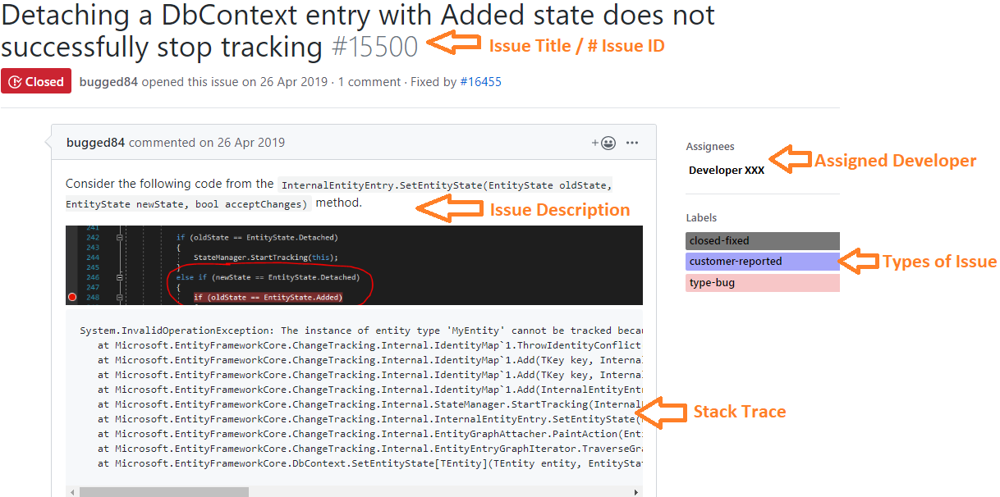 Detaching a DbContext entry with Added state does not
successfully stop tracking #15500
Issue Title / # Issue ID
Closed
bugged84 opened this issue on 26 Apr 2019 · 1 comment · Fixed by #16455
bugged84 commented on 26 Apr 2019
Assignees
Developer XXX
Assigned Developer
Consider the following code from the InternalEntityEntry.SetEntityState(EntityState oldState,
EntityState newState, bool acceptChanges) method.
Issue Description
Labels
closed-fixed
customer-reported
type-bug
Types of Issue
241
242 if (oldState == EntityState.Detached)
243 {
244 StateManager.StartTracking(this);
245 }
246 else if (newState == EntityState.Detached)
247 {
248 if (oldState == EntityState.Added)
System.InvalidOperationException: The instance of entity type 'MyEntity' cannot be tracked becau
at Microsoft.EntityFrameworkCore.ChangeTracking.Internal.IdentityMap`1.ThrowIdentityConflict
at Microsoft.EntityFrameworkCore.ChangeTracking.Internal.IdentityMap`1.Add(TKey key, Internal
at Microsoft.EntityFrameworkCore.ChangeTracking.Internal.IdentityMap`1.Add(TKey key, Internal
at Microsoft.EntityFrameworkCore.ChangeTracking.Internal.IdentityMap`1.Add(InternalEntityEntr
at Microsoft.EntityFrameworkCore.ChangeTracking.Internal.StateManager.StartTracking(Internal
at Microsoft.EntityFrameworkCore.ChangeTracking.Internal.InternalEntityEntry.SetEntityState(
at Microsoft.EntityFrameworkCore.ChangeTracking.Internal.EntityGraphAttacher.PaintAction(Enti
at Microsoft.EntityFrameworkCore.ChangeTracking.Internal.EntityEntryGraphIterator.TraverseGra
at Microsoft.EntityFrameworkCore.DbContext.SetEntityState[TEntity](TEntity entity, EntityStat
Stack Trace